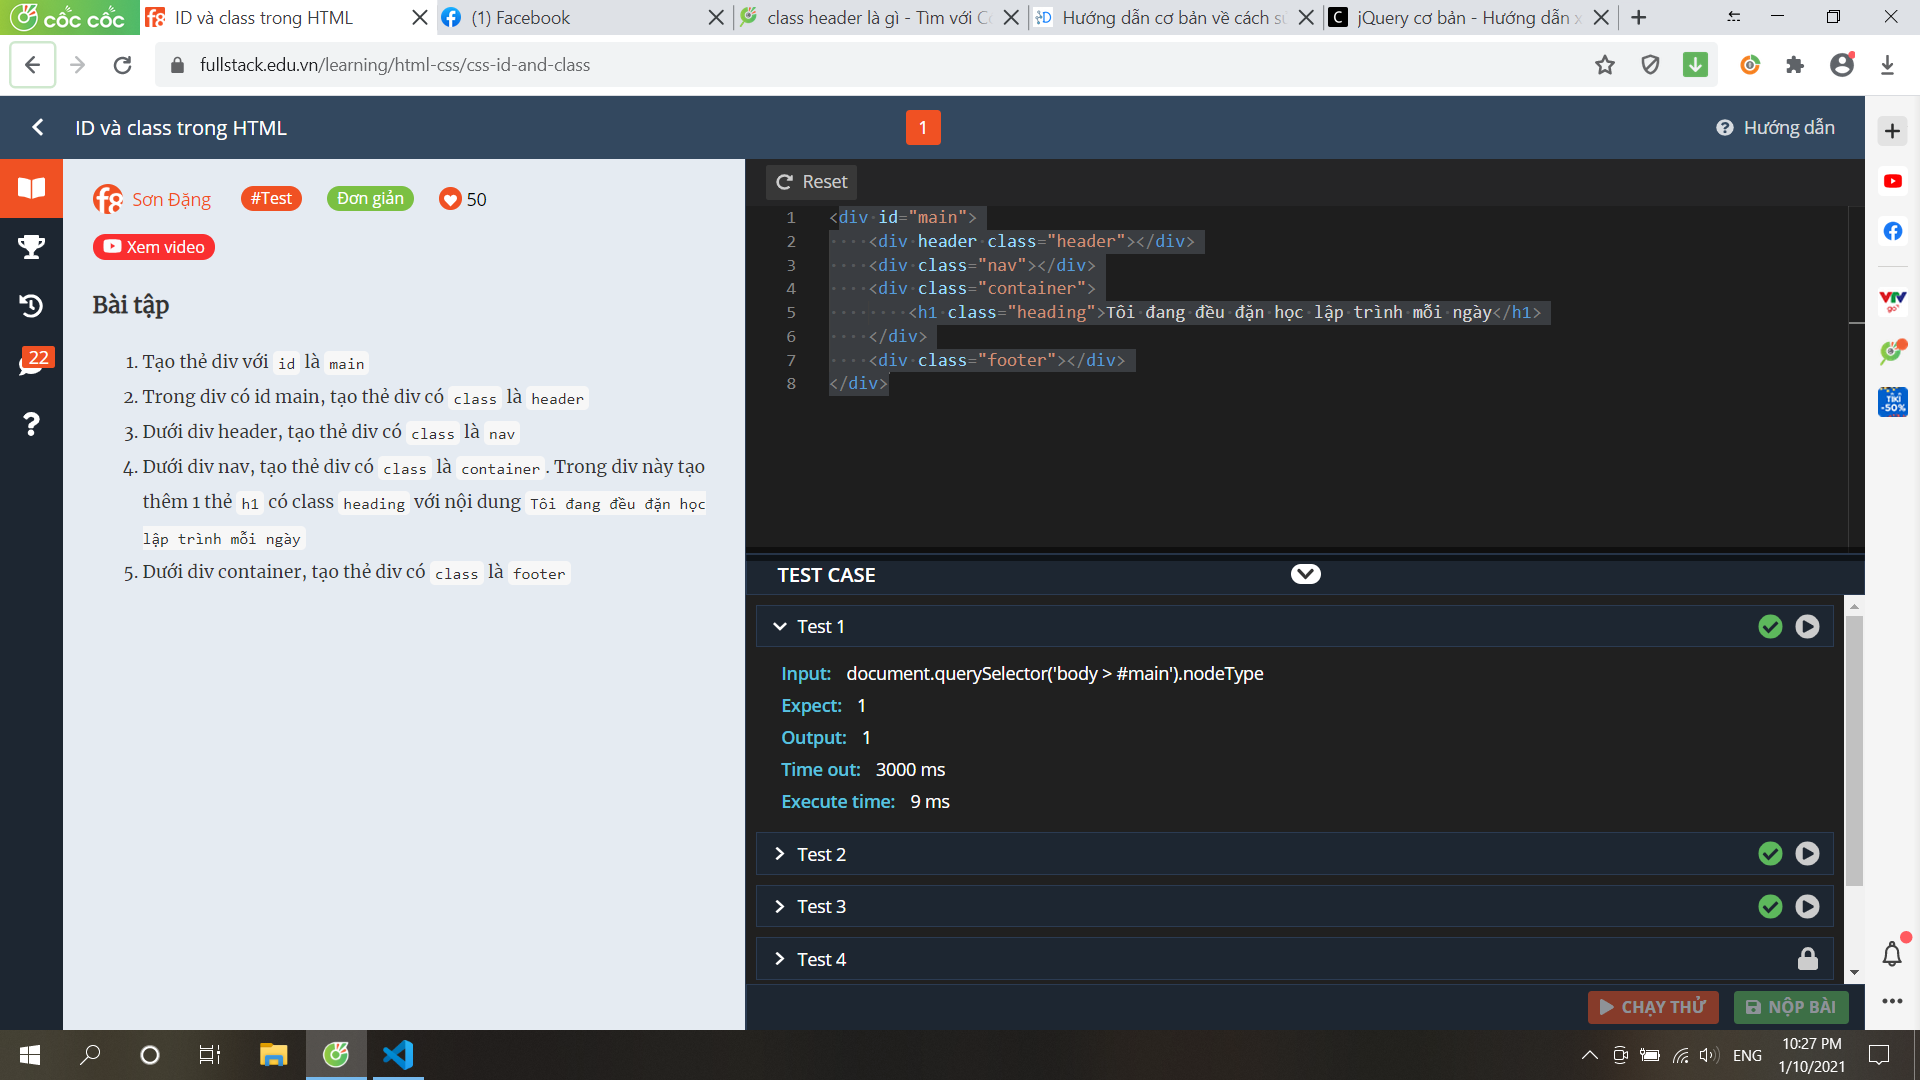 cốc cốc
ID và class trong HTML
(1) Facebook
class header là gì - Tìm với C
Hướng dẫn cơ bản về cách sử
jQuery cơ bản - Hướng dẫn x
fullstack.edu.vn/learning/html-css/css-id-and-class
ID và class trong HTML
1
Hướng dẫn
Sơn Đặng
#Test
Đơn giản
50
Xem video
22
Bài tập
1. Tạo thẻ div với id là main
2. Trong div có id main, tạo thẻ div có class là header
3. Dưới div header, tạo thẻ div có class là nav
4. Dưới div nav, tạo thẻ div có class là container. Trong div này tạo
thêm 1 thẻ h1 có class heading với nội dung Tôi đang đều đặn học
lập trình mỗi ngày
5. Dưới div container, tạo thẻ div có class là footer
Reset
1 <div id="main">
2 <div header class="header"></div>
3 <div class="nav"></div>
4 <div class="container">
5 <h1 class="heading">Tôi đang đều đặn học lập trình mỗi ngày</h1>
6 </div>
7 <div class="footer"></div>
8 </div>
TEST CASE
Test 1
Input: document.querySelector('body > #main').nodeType
Expect: 1
Output: 1
Time out: 3000 ms
Execute time: 9 ms
Test 2
Test 3
Test 4
CHẠY THỬ
NỘP BÀI
VTV
go
TIKI
-50%
ENG
10:27 PM
1/10/2021